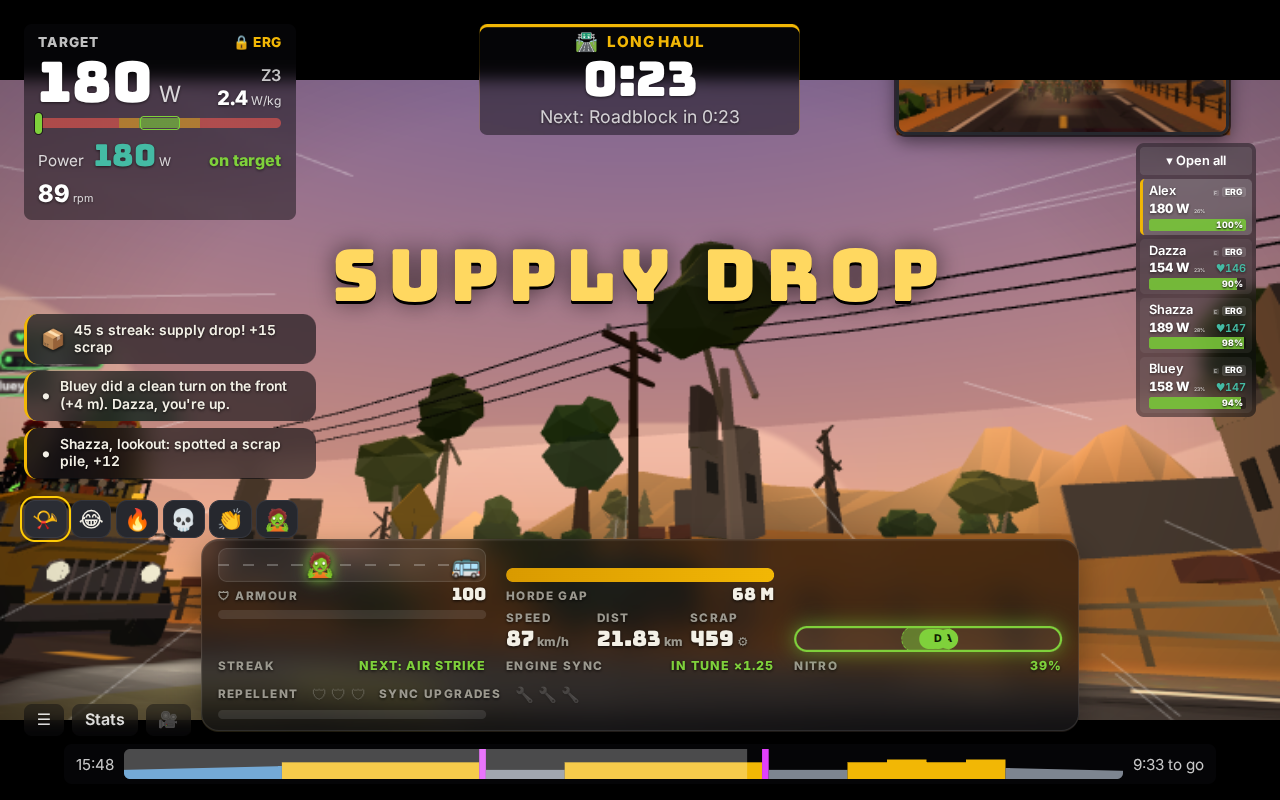 TARGET
🔒 ERG
180 W
Z3
2.4 W/kg
Power 180 W
on target
89 rpm
LONG HAUL
0:23
Next: Roadblock in 0:23
▾ Open all
Alex
ERG
180 W
100%
Dazza
ERG
154 W
♥146
90%
Shazza
ERG
189 W
♥147
98%
Bluey
ERG
158 W
♥147
94%
SUPPLY DROP
45 s streak: supply drop! +15
scrap
Bluey did a clean turn on the front
(+4 m). Dazza, you're up.
Shazza, lookout: spotted a scrap
pile, +12
ARMOUR
100
HORDE GAP
68 M
SPEED
DIST
SCRAP
87 km/h
21.83 km
459
STREAK
NEXT: AIR STRIKE
ENGINE SYNC
IN TUNE ×1.25
NITRO
39%
REPELLENT
SYNC UPGRADES
☰
Stats
15:48
9:33 to go